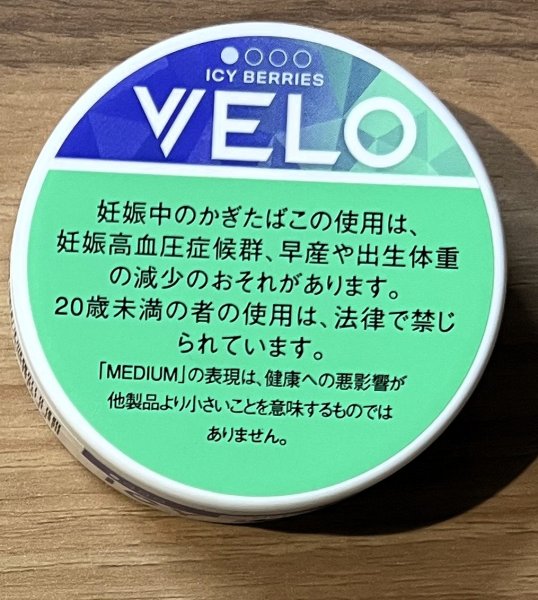 ICY BERRIES
VELO
妊娠中のかぎたばこの使用は、
妊娠高血圧症候群、早産や出生体重
の減少のおそれがあります。
20歳未満の者の使用は、法律で禁じ
られています。
「MEDIUM」の表現は、健康への悪影響が
他製品より小さいことを意味するものでは
ありません。